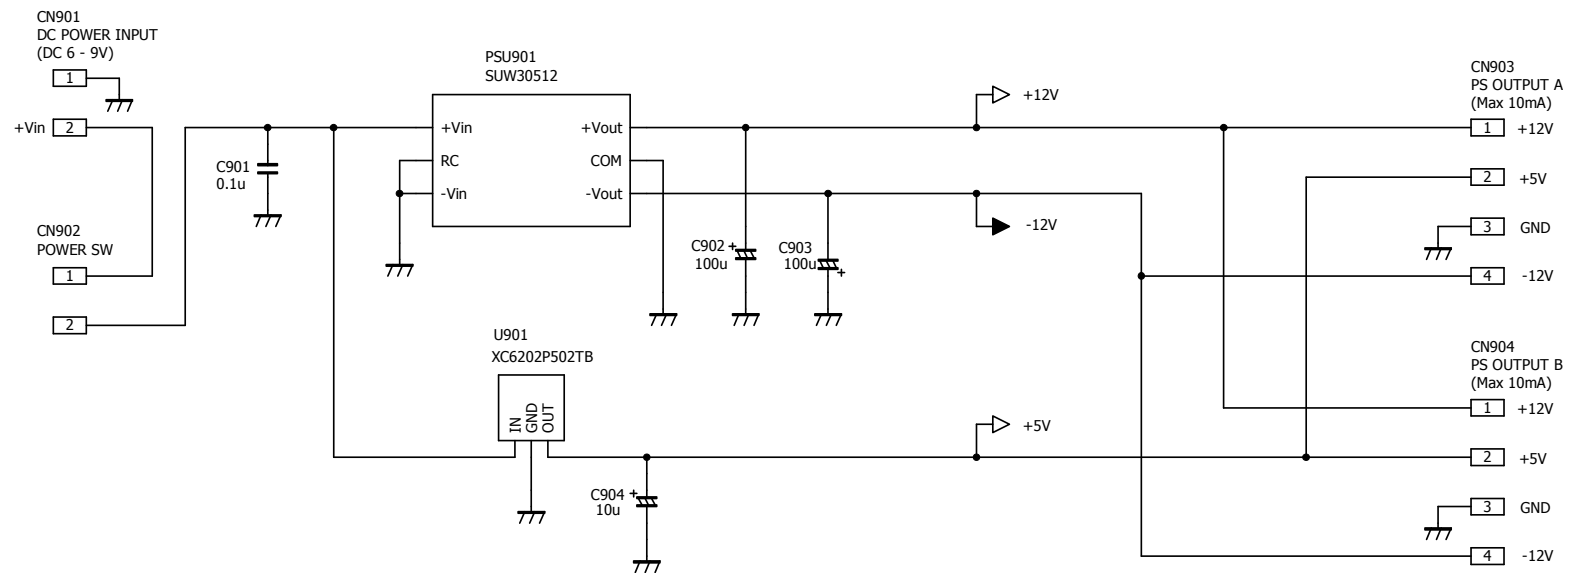 CN901
DC POWER INPUT
(DC 6 - 9V)
1
+Vin 2
CN902
POWER SW
1
2
C901
0.1u
PSU901
SUW30512
+Vin
RC
-Vin
+Vout
COM
-Vout
+12V
-12V
C902 +
100u
C903
100u
+
U901
XC6202P502TB
IN
GND
OUT
C904 +
10u
+5V
CN903
PS OUTPUT A
(Max 10mA)
1 +12V
2 +5V
3 GND
4 -12V
CN904
PS OUTPUT B
(Max 10mA)
1 +12V
2 +5V
3 GND
4 -12V